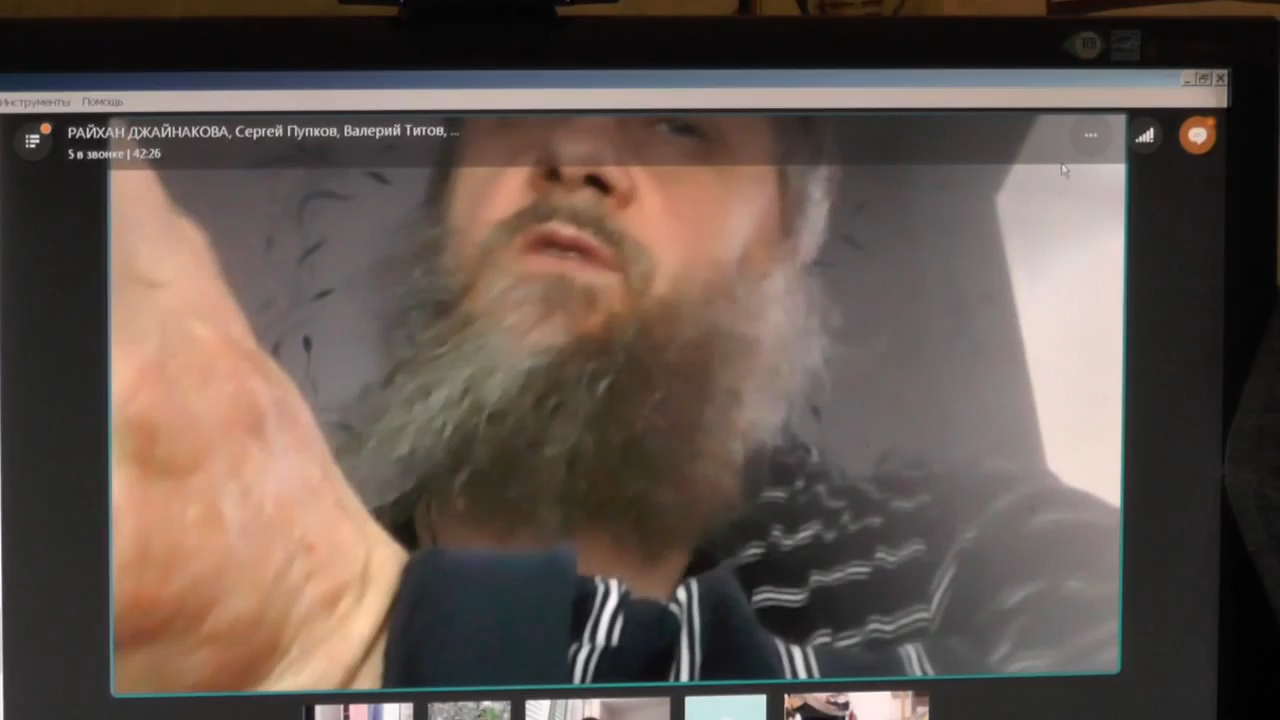 Инструменты Помощь
РАЙХАН ДЖАЙНАКОВА, Сергей Пупков, Валерий Титов, ...
5 в звонке | 42:26